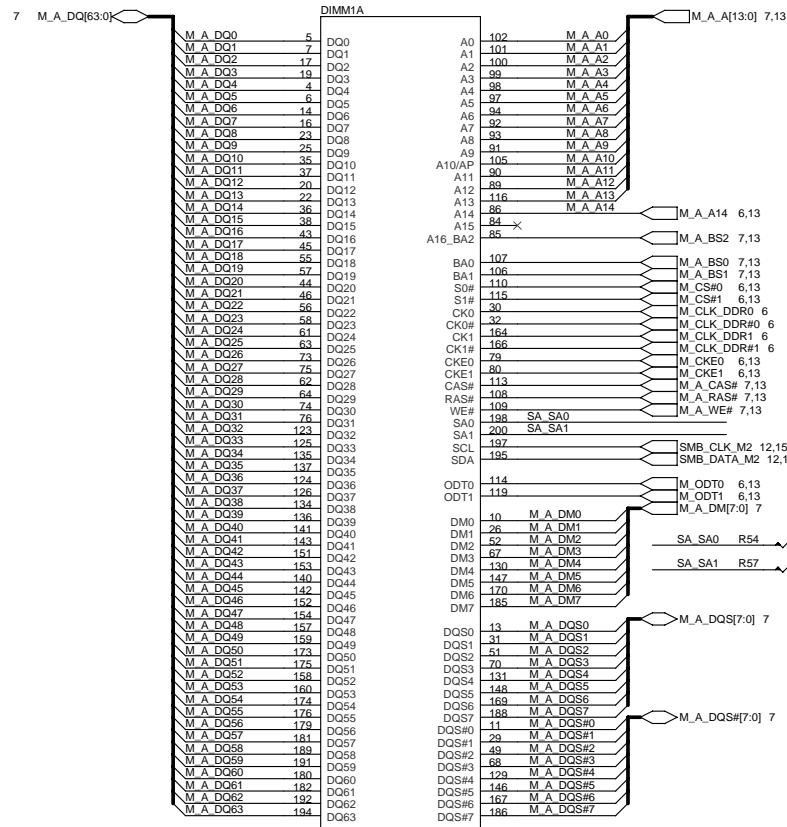 7 M_A_DQ[63:0]
DIMM1A
M_A_DQ0 5 DQ0
M_A_DQ1 7 DQ1
M_A_DQ2 17 DQ2
M_A_DQ3 19 DQ3
M_A_DQ4 4 DQ4
M_A_DQ5 6 DQ5
M_A_DQ6 14 DQ6
M_A_DQ7 16 DQ7
M_A_DQ8 23 DQ8
M_A_DQ9 25 DQ9
M_A_DQ10 35 DQ10
M_A_DQ11 37 DQ11
M_A_DQ12 20 DQ12
M_A_DQ13 22 DQ13
M_A_DQ14 36 DQ14
M_A_DQ15 38 DQ15
M_A_DQ16 43 DQ16
M_A_DQ17 45 DQ17
M_A_DQ18 55 DQ18
M_A_DQ19 57 DQ19
M_A_DQ20 44 DQ20
M_A_DQ21 46 DQ21
M_A_DQ22 56 DQ22
M_A_DQ23 58 DQ23
M_A_DQ24 61 DQ24
M_A_DQ25 63 DQ25
M_A_DQ26 73 DQ26
M_A_DQ27 75 DQ27
M_A_DQ28 62 DQ28
M_A_DQ29 64 DQ29
M_A_DQ30 74 DQ30
M_A_DQ31 76 DQ31
M_A_DQ32 123 DQ32
M_A_DQ33 125 DQ33
M_A_DQ34 135 DQ34
M_A_DQ35 137 DQ35
M_A_DQ36 124 DQ36
M_A_DQ37 126 DQ37
M_A_DQ38 134 DQ38
M_A_DQ39 136 DQ39
M_A_DQ40 141 DQ40
M_A_DQ41 143 DQ41
M_A_DQ42 151 DQ42
M_A_DQ43 153 DQ43
M_A_DQ44 140 DQ44
M_A_DQ45 142 DQ45
M_A_DQ46 152 DQ46
M_A_DQ47 154 DQ47
M_A_DQ48 157 DQ48
M_A_DQ49 159 DQ49
M_A_DQ50 173 DQ50
M_A_DQ51 175 DQ51
M_A_DQ52 158 DQ52
M_A_DQ53 160 DQ53
M_A_DQ54 174 DQ54
M_A_DQ55 176 DQ55
M_A_DQ56 179 DQ56
M_A_DQ57 181 DQ57
M_A_DQ58 189 DQ58
M_A_DQ59 191 DQ59
M_A_DQ60 180 DQ60
M_A_DQ61 182 DQ61
M_A_DQ62 192 DQ62
M_A_DQ63 194 DQ63
M_A_A[13:0] 7,13
A0 102 M_A_A0
A1 101 M_A_A1
A2 100 M_A_A2
A3 99 M_A_A3
A4 98 M_A_A4
A5 97 M_A_A5
A6 94 M_A_A6
A7 92 M_A_A7
A8 93 M_A_A8
A9 91 M_A_A9
A10/AP 105 M_A_A10
A11 90 M_A_A11
A12 89 M_A_A12
A13 116 M_A_A13
A14 86 M_A_A14 M_A_A14 6,13
A15 84
A16_BA2 85 M_A_BS2 7,13
BA0 107 M_A_BS0 7,13
BA1 106 M_A_BS1 7,13
S0# 110 M_CS#0 6,13
S1# 115 M_CS#1 6,13
CK0 30 M_CLK_DDR0 6
CK0# 32 M_CLK_DDR#0 6
CK1 164 M_CLK_DDR1 6
CK1# 166 M_CLK_DDR#1 6
CKE0 79 M_CKE0 6,13
CKE1 80 M_CKE1 6,13
CAS# 113 M_A_CAS# 7,13
RAS# 108 M_A_RAS# 7,13
WE# 109 M_A_WE# 7,13
SA0 198 SA_SA0
SA1 200 SA_SA1
SCL 197 SMB_CLK_M2 12,15
SDA 195 SMB_DATA_M2 12,1
ODT0 114 M_ODT0 6,13
ODT1 119 M_ODT1 6,13
M_A_DM[7:0] 7
DM0 10 M_A_DM0
DM1 26 M_A_DM1
DM2 52 M_A_DM2
DM3 67 M_A_DM3
DM4 130 M_A_DM4
DM5 147 M_A_DM5
DM6 170 M_A_DM6
DM7 185 M_A_DM7
SA_SA0 R54
SA_SA1 R57
M_A_DQS[7:0] 7
DQS0 13 M_A_DQS0
DQS1 31 M_A_DQS1
DQS2 51 M_A_DQS2
DQS3 70 M_A_DQS3
DQS4 131 M_A_DQS4
DQS5 148 M_A_DQS5
DQS6 169 M_A_DQS6
DQS7 188 M_A_DQS7
M_A_DQS#[7:0] 7
DQS#0 11 M_A_DQS#0
DQS#1 29 M_A_DQS#1
DQS#2 49 M_A_DQS#2
DQS#3 68 M_A_DQS#3
DQS#4 129 M_A_DQS#4
DQS#5 146 M_A_DQS#5
DQS#6 167 M_A_DQS#6
DQS#7 186 M_A_DQS#7